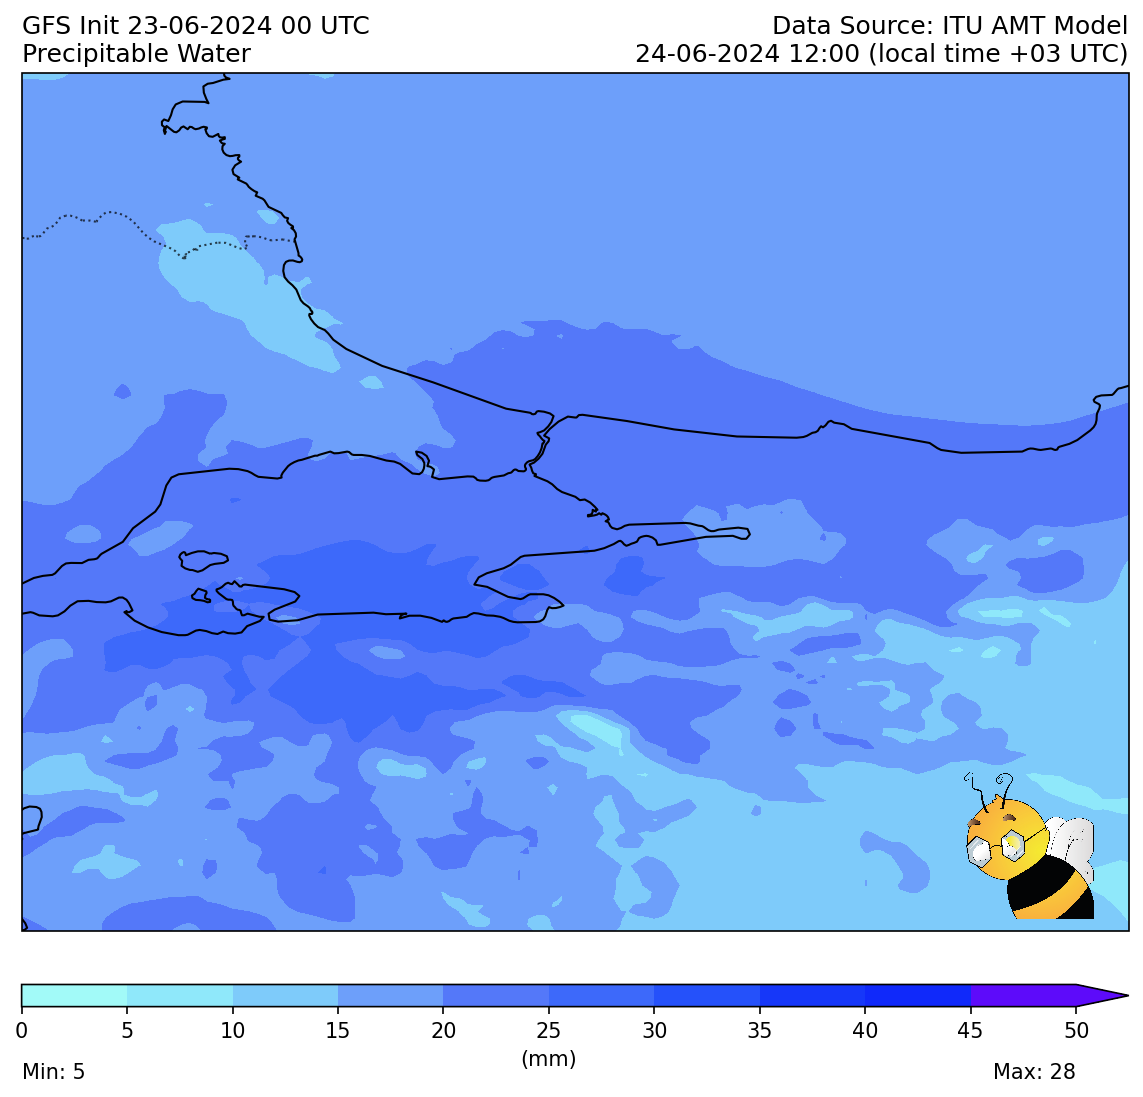 GFS Init 23-06-2024 00 UTC
Data Source: ITU AMT Model
Precipitable Water
24-06-2024 12:00 (local time +03 UTC)
0 5 10 15 20 25 30 35 40 45 50
(mm)
Min: 5
Max: 28